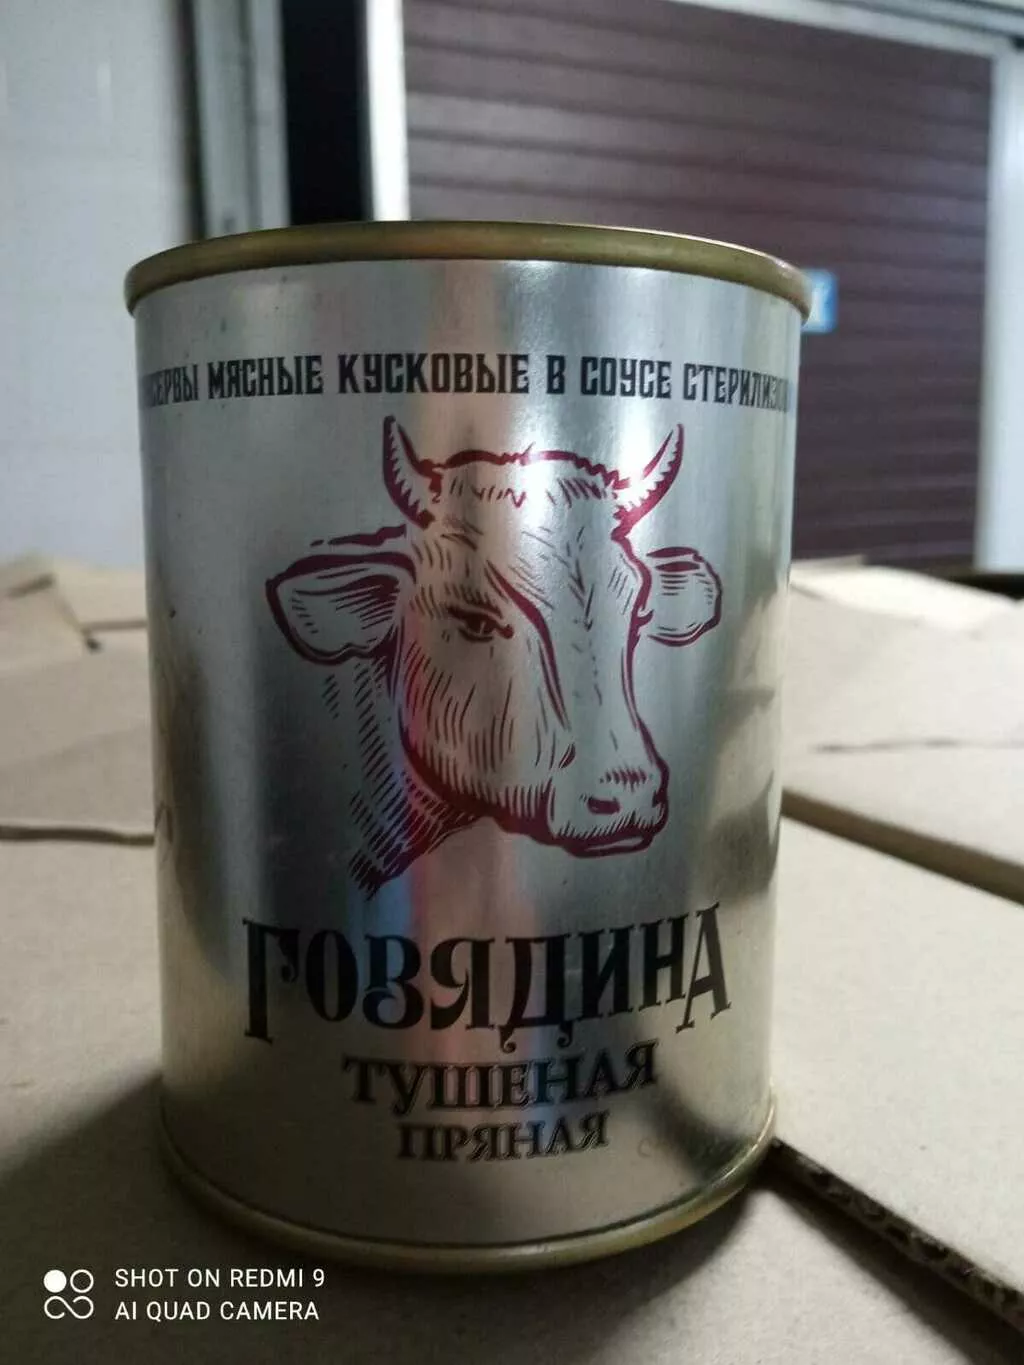 МЯСНЫЕ КУСКОВЫЕ В СОУСЕ
ГОВЯДИНА
ТУШЕНАЯ
ПРЯНАЯ
SHOT ON REDMI 9
AI QUAD CAMERA